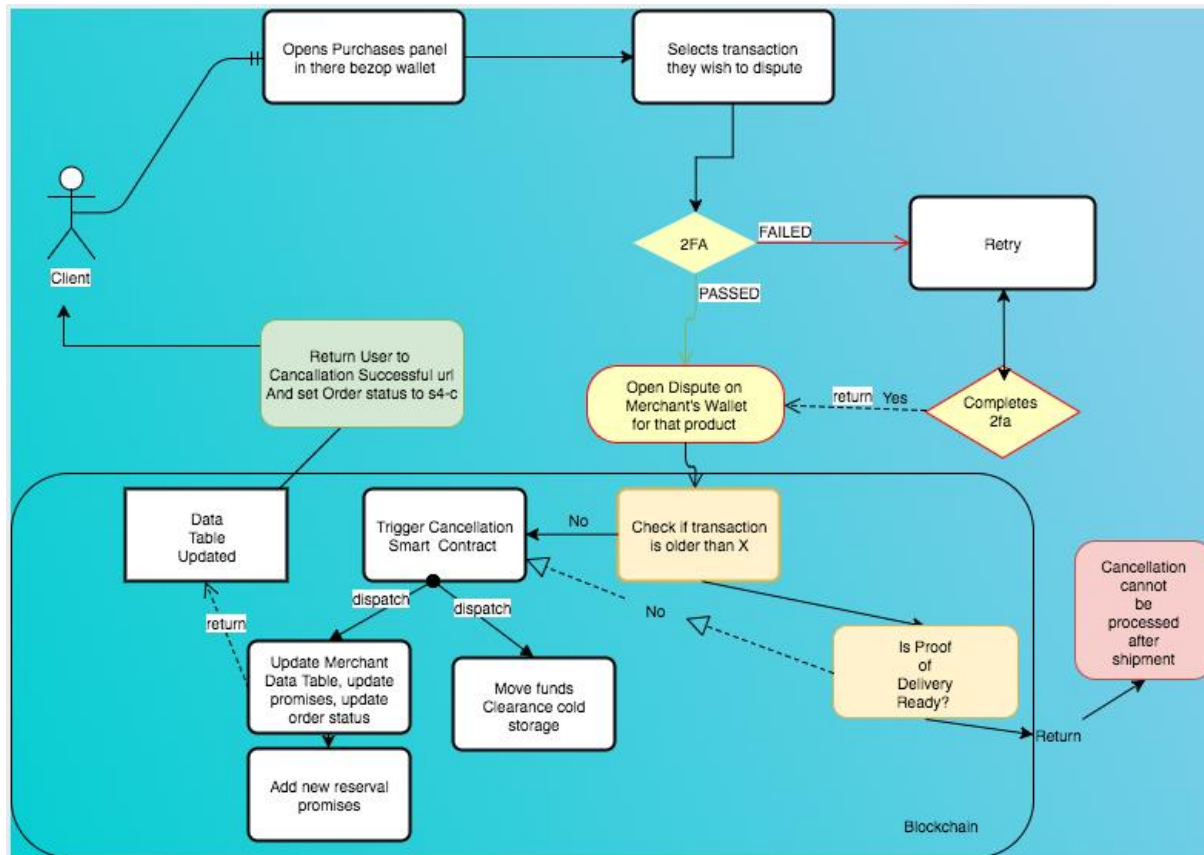 Opens Purchases panel
in there bezop wallet
Selects transaction
they wish to dispute
Client
2FA
FAILED
Retry
PASSED
Return User to
Cancallation Successful url
And set Order status to s4-c
Open Dispute on
Merchant's Wallet
for that product
return
Yes
Completes
2fa
Data
Table
Updated
Trigger Cancellation
Smart Contract
No
Check if transaction
is older than X
Cancellation
cannot
be
processed
after
shipment
dispatch
dispatch
No
return
Update Merchant
Data Table, update
promises, update
order status
Move funds
Clearance cold
storage
Is Proof
of
Delivery
Ready?
Return
Add new reserval
promises
Blockchain